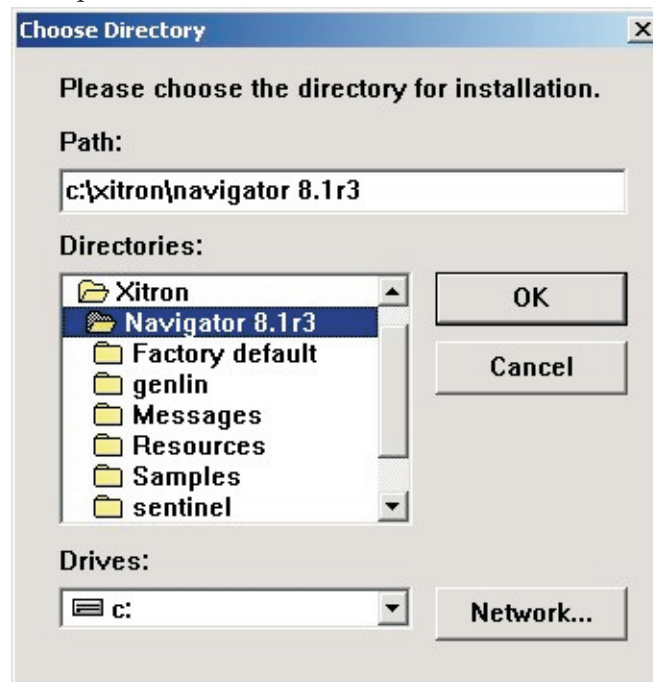 Choose Directory
Please choose the directory for installation.
Path:
c:\xitron\navigator 8.1r3
Directories:
Xitron
Navigator 8.1r3
Factory default
genlin
Messages
Resources
Samples
sentinel
OK
Cancel
Drives:
c:
Network...